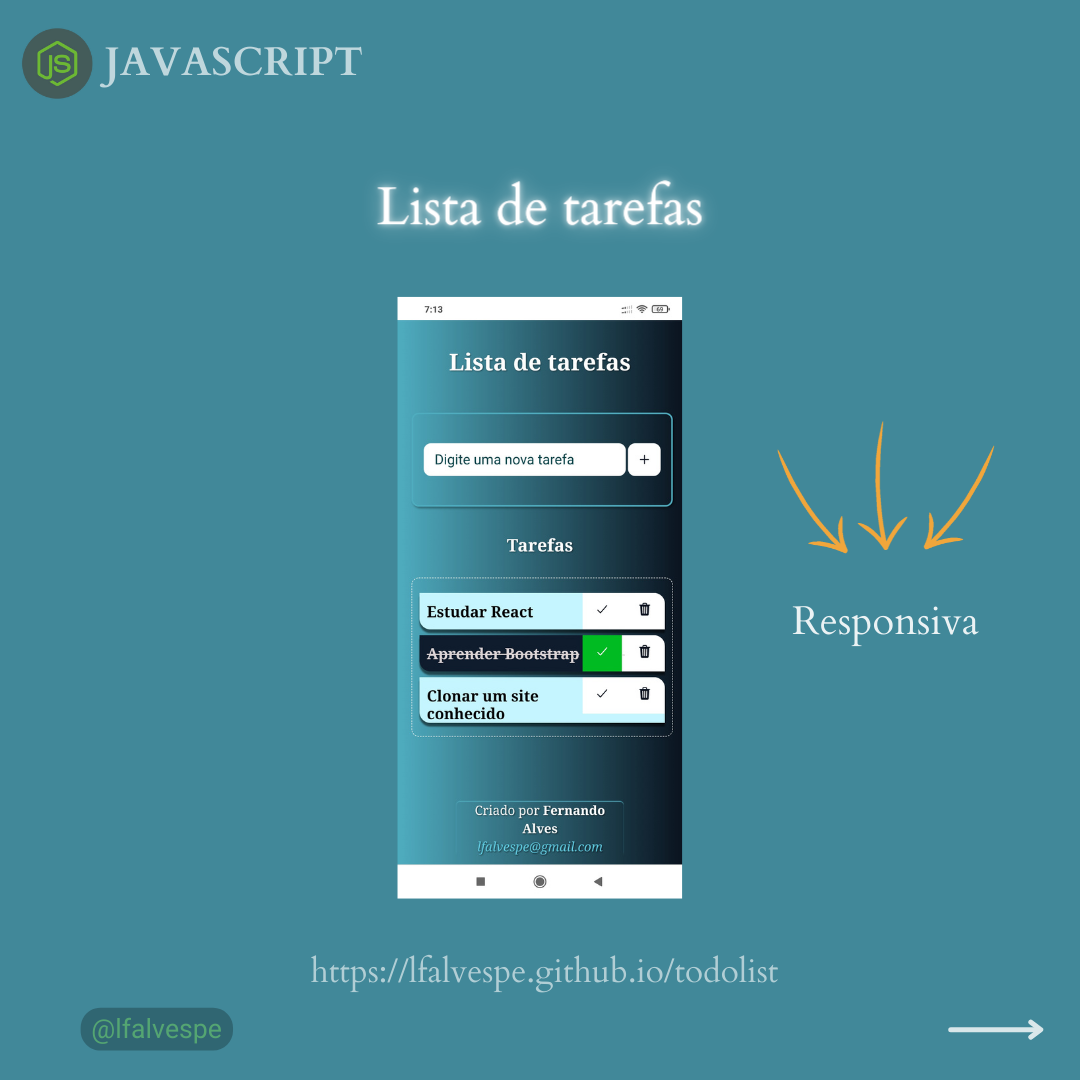 JS
JAVASCRIPT
Lista de tarefas
7:13
69
Lista de tarefas
Digite uma nova tarefa
+
Tarefas
Estudar React
Aprender Bootstrap
Clonar um site
conhecido
Criado por Fernando
Alves
lfalvespe@gmail.com
Responsiva
https://lfalvespe.github.io/todolist
@lfalvespe